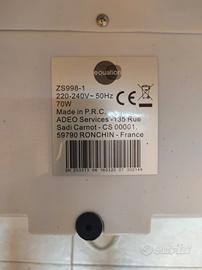 equation
ZS998-1
220-240V~ 50Hz
70W
Made in P.R.C.
ADEO Services - 135 Rue
Sadi Carnot - CS 00001,
59790 RONCHIN - France
subito